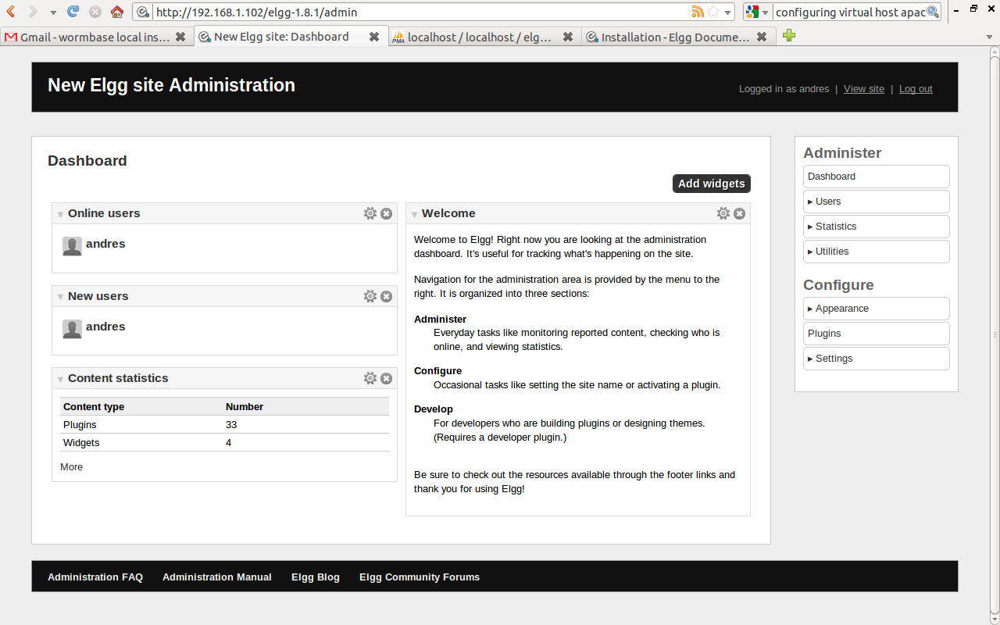 http://192.168.1.102/elgg-1.8.1/admin
configuring virtual host apac
Gmail - wormbase local ins...
New Elgg site: Dashboard
PMA
localhost / localhost / elg...
Installation - Elgg Docume...
New Elgg site Administration
Logged in as andres | View site | Log out
Dashboard
Add widgets
Online users
andres
New users
andres
Content statistics
Content type Number
Plugins 33
Widgets 4
More
Welcome
Welcome to Elgg! Right now you are looking at the administration
dashboard. It's useful for tracking what's happening on the site.
Navigation for the administration area is provided by the menu to the
right. It is organized into three sections:
Administer
Everyday tasks like monitoring reported content, checking who is
online, and viewing statistics.
Configure
Occasional tasks like setting the site name or activating a plugin.
Develop
For developers who are building plugins or designing themes.
(Requires a developer plugin.)
Be sure to check out the resources available through the footer links and
thank you for using Elgg!
Administer
Dashboard
▸ Users
▸ Statistics
▸ Utilities
Configure
▸ Appearance
Plugins
▸ Settings
Administration FAQ Administration Manual Elgg Blog Elgg Community Forums